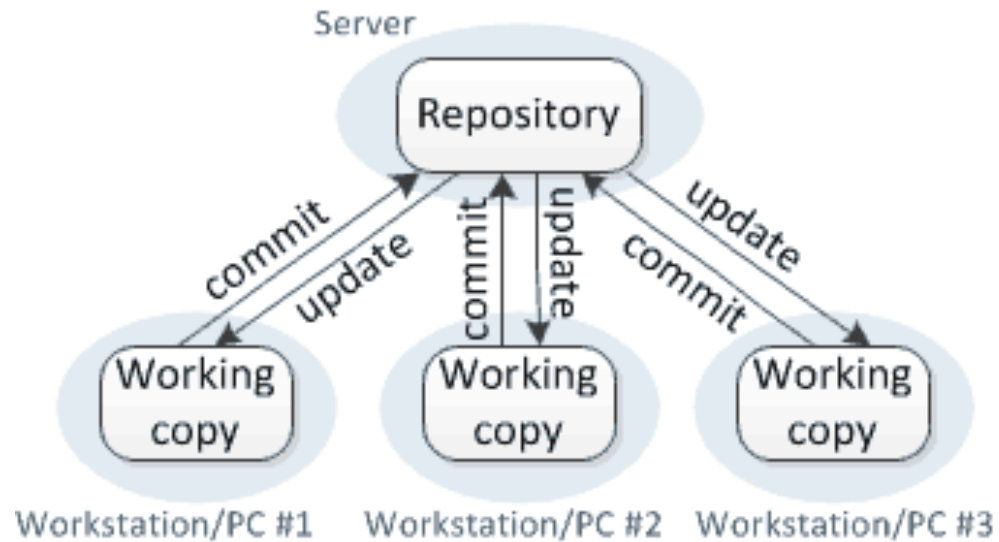 Server
Repository
commit
update
commit
update
commit
update
Working
copy
Working
copy
Working
copy
Workstation/PC #1
Workstation/PC #2
Workstation/PC #3